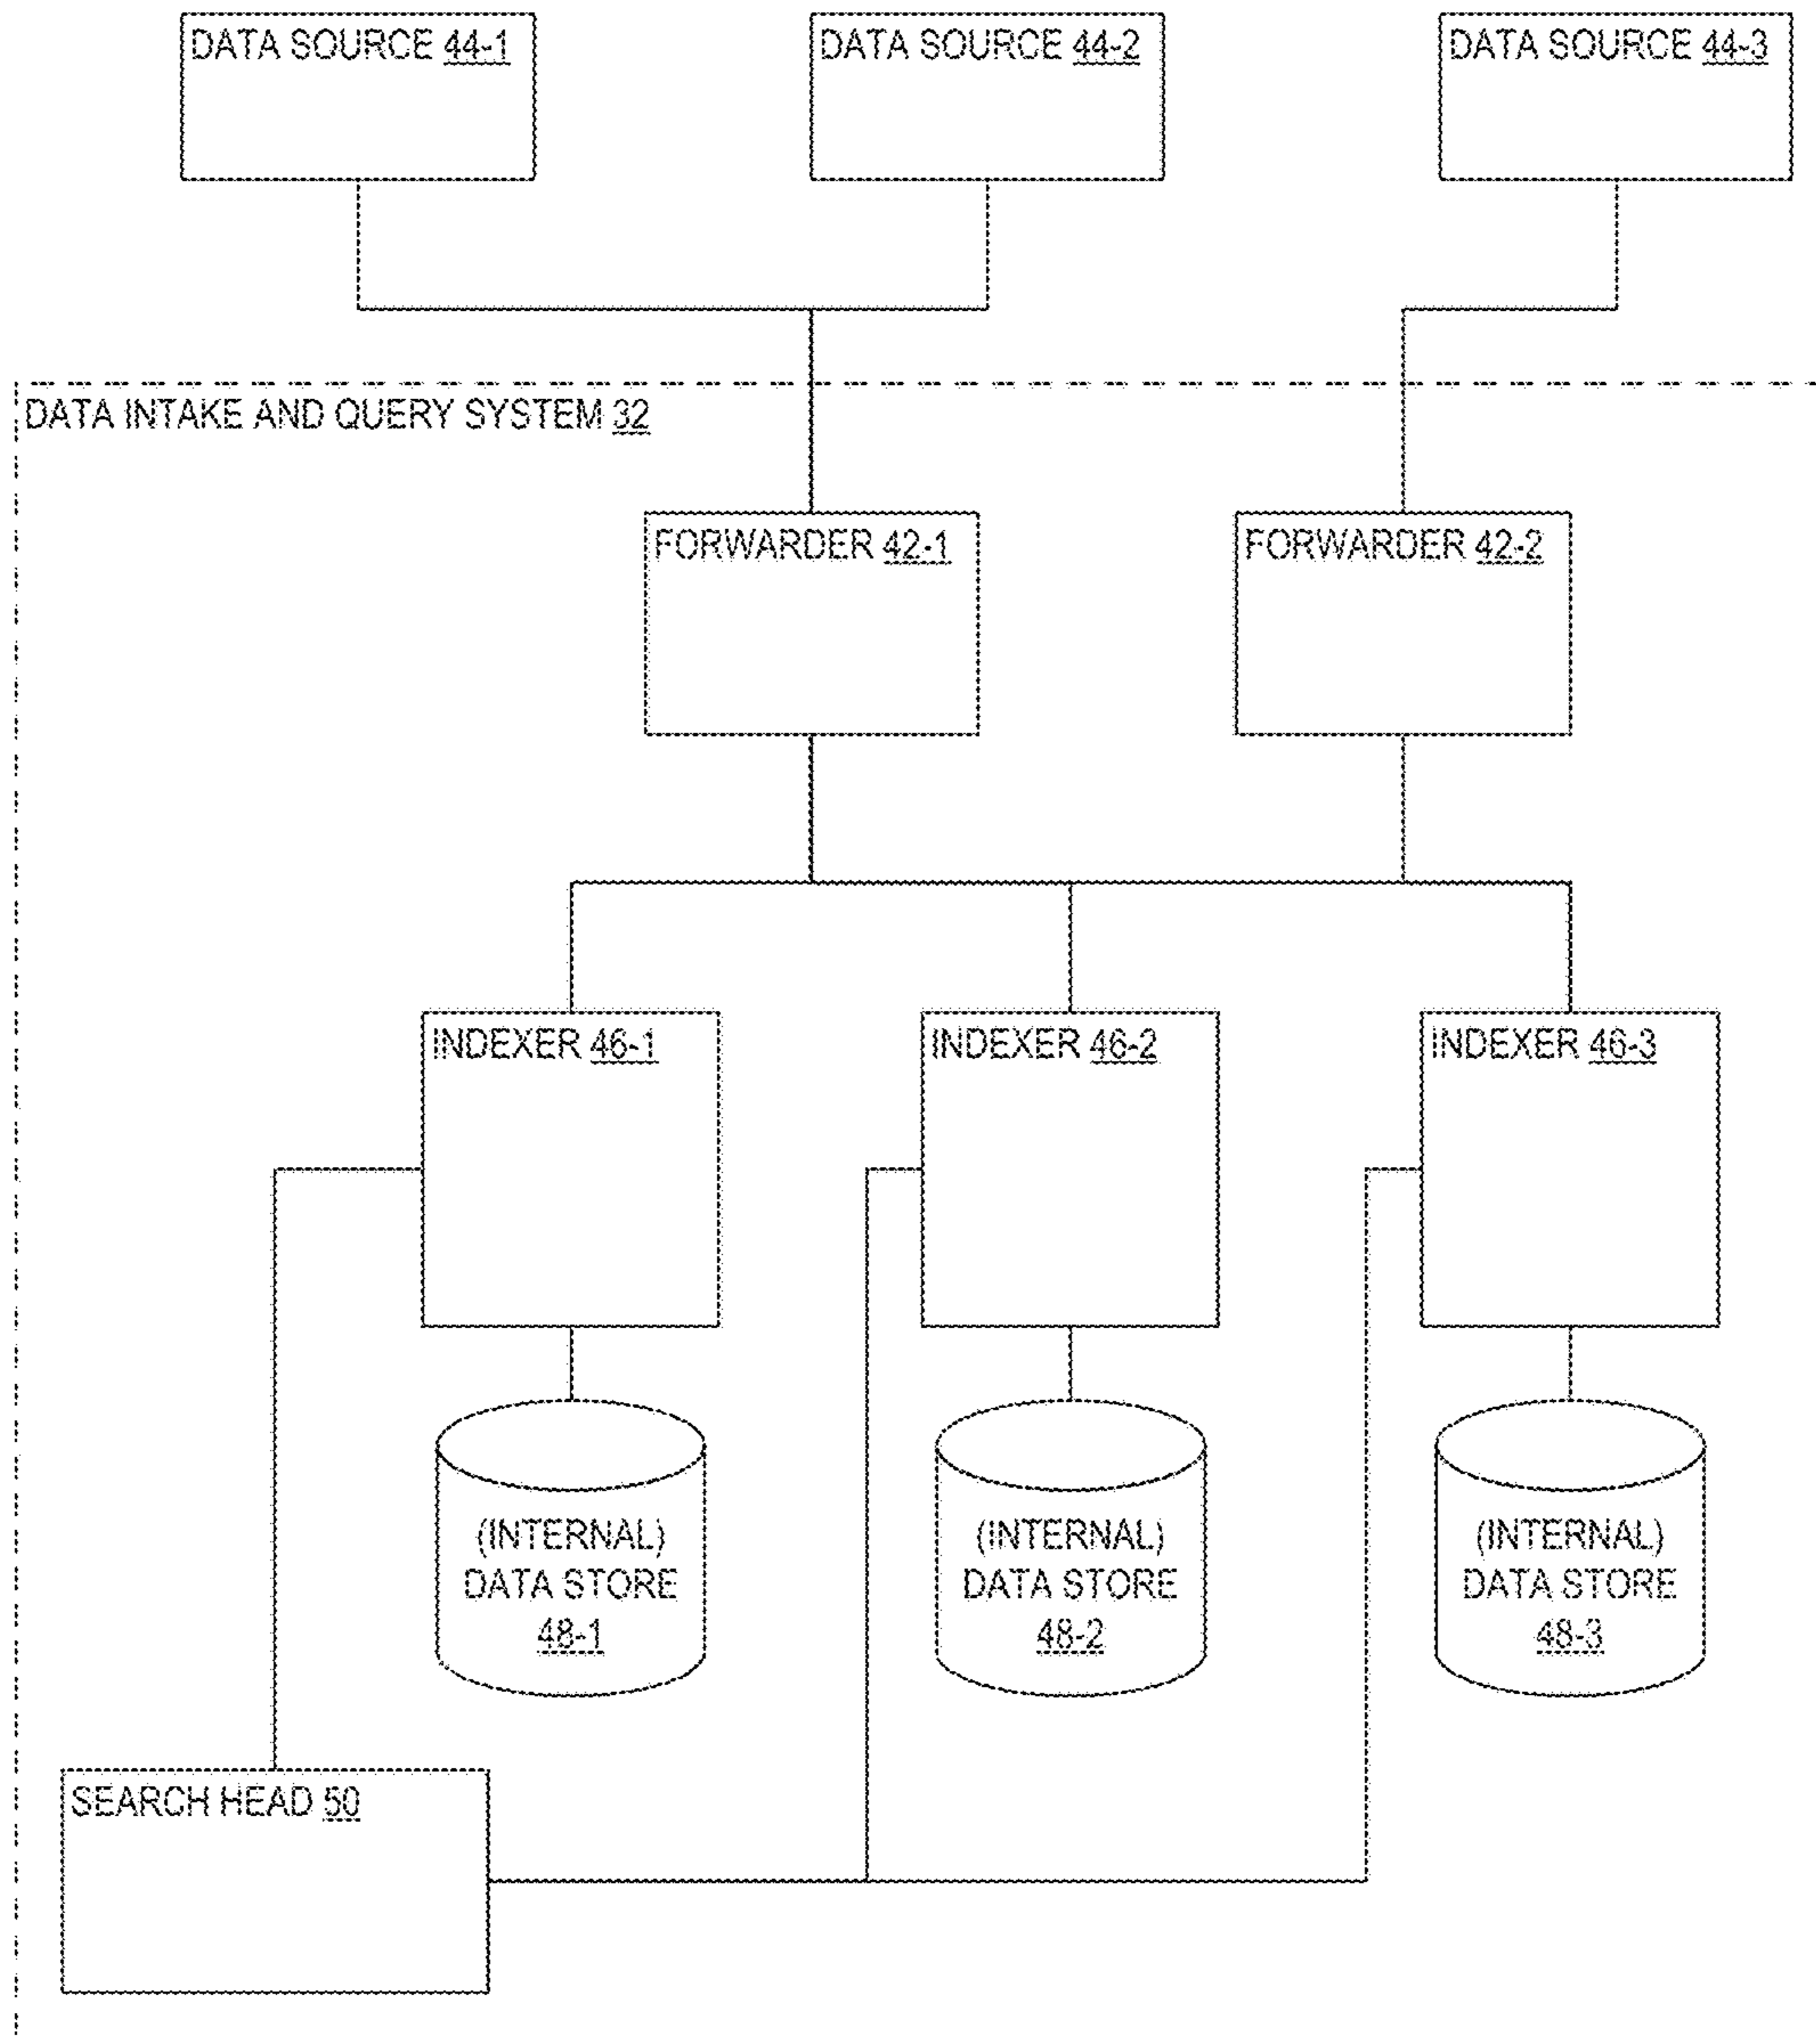 DATA SOURCE 44-1
DATA SOURCE 44-2
DATA SOURCE 44-3
DATA INTAKE AND QUERY SYSTEM 32
FORWARDER 42-1
FORWARDER 42-2
INDEXER 46-1
INDEXER 46-2
INDEXER 46-3
(INTERNAL)
DATA STORE
48-1
(INTERNAL)
DATA STORE
48-2
(INTERNAL)
DATA STORE
48-3
SEARCH HEAD 50